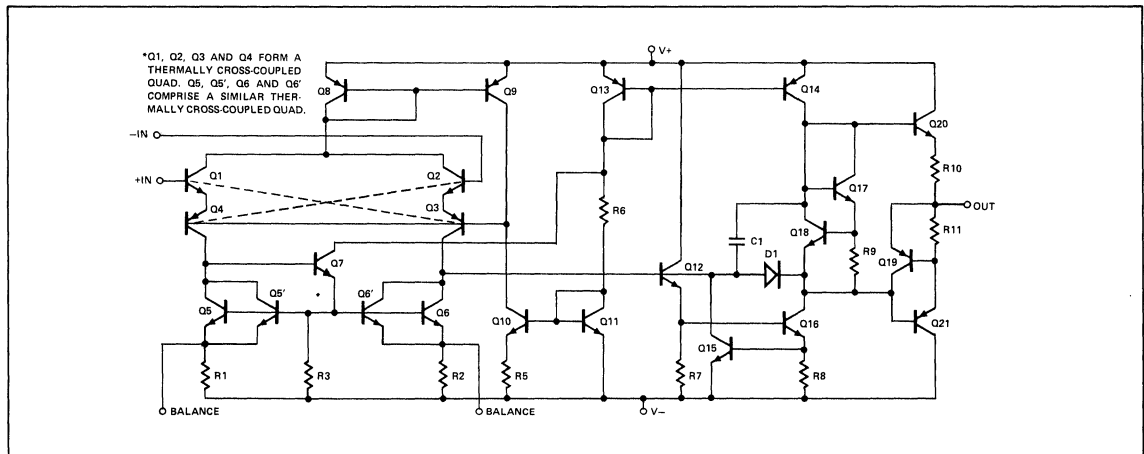 *Q1, Q2, Q3 AND Q4 FORM A
THERMALLY CROSS-COUPLED
QUAD. Q5, Q5', Q6 AND Q6'
COMPRISE A SIMILAR THER-
MALLY CROSS-COUPLED QUAD.
V+
Q8
Q9
Q13
Q14
Q20
–IN
+IN
Q1
Q2
Q4
Q3
R10
Q17
OUT
R6
C1
Q18
R11
Q7
R9
Q12
D1
Q19
Q5
Q5'
Q6'
Q6
Q10
Q11
Q16
Q21
Q15
R1
R3
R2
R5
R7
R8
BALANCE
BALANCE
V–